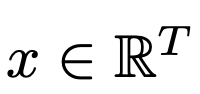 x ∈ ℝ^T